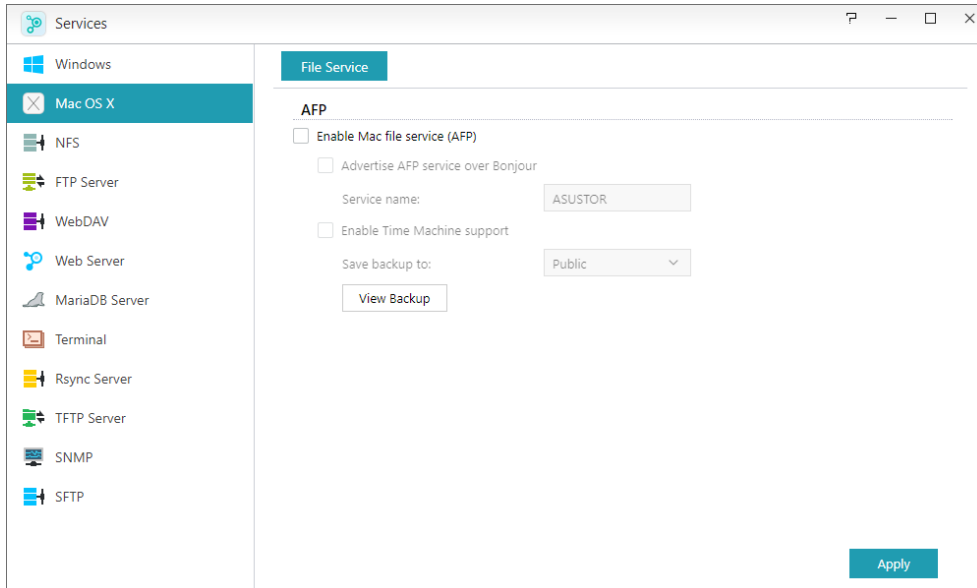 Services
Windows
Mac OS X
NFS
FTP Server
WebDAV
Web Server
MariaDB Server
Terminal
Rsync Server
TFTP Server
SNMP
SFTP
File Service
AFP
Enable Mac file service (AFP)
Advertise AFP service over Bonjour
Service name: ASUSTOR
Enable Time Machine support
Save backup to: Public
View Backup
Apply